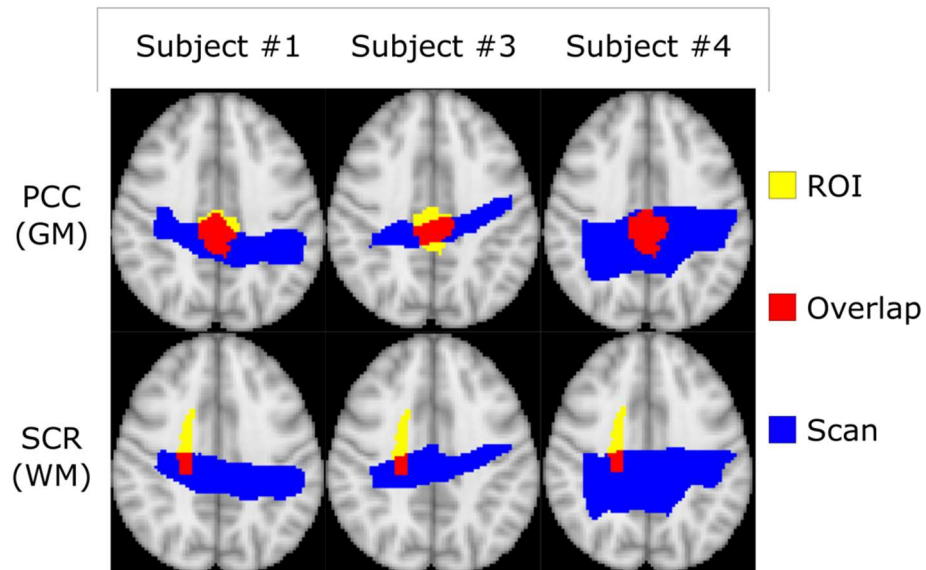 Subject #1
Subject #3
Subject #4
PCC
(GM)
ROI
Overlap
SCR
(WM)
Scan